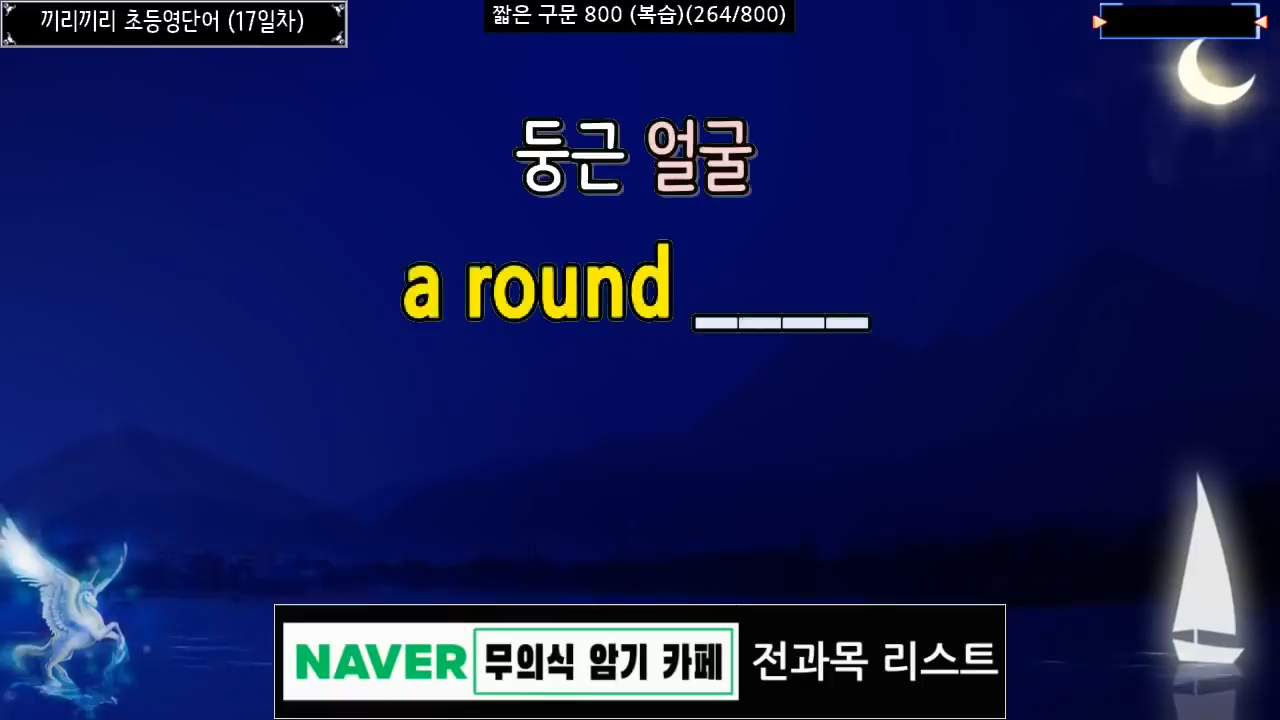 끼리끼리 초등영단어 (17일차)
짧은 구문 800 (복습)(264/800)
둥근 얼굴
a round ____
NAVER 무의식 암기 카페 전과목 리스트